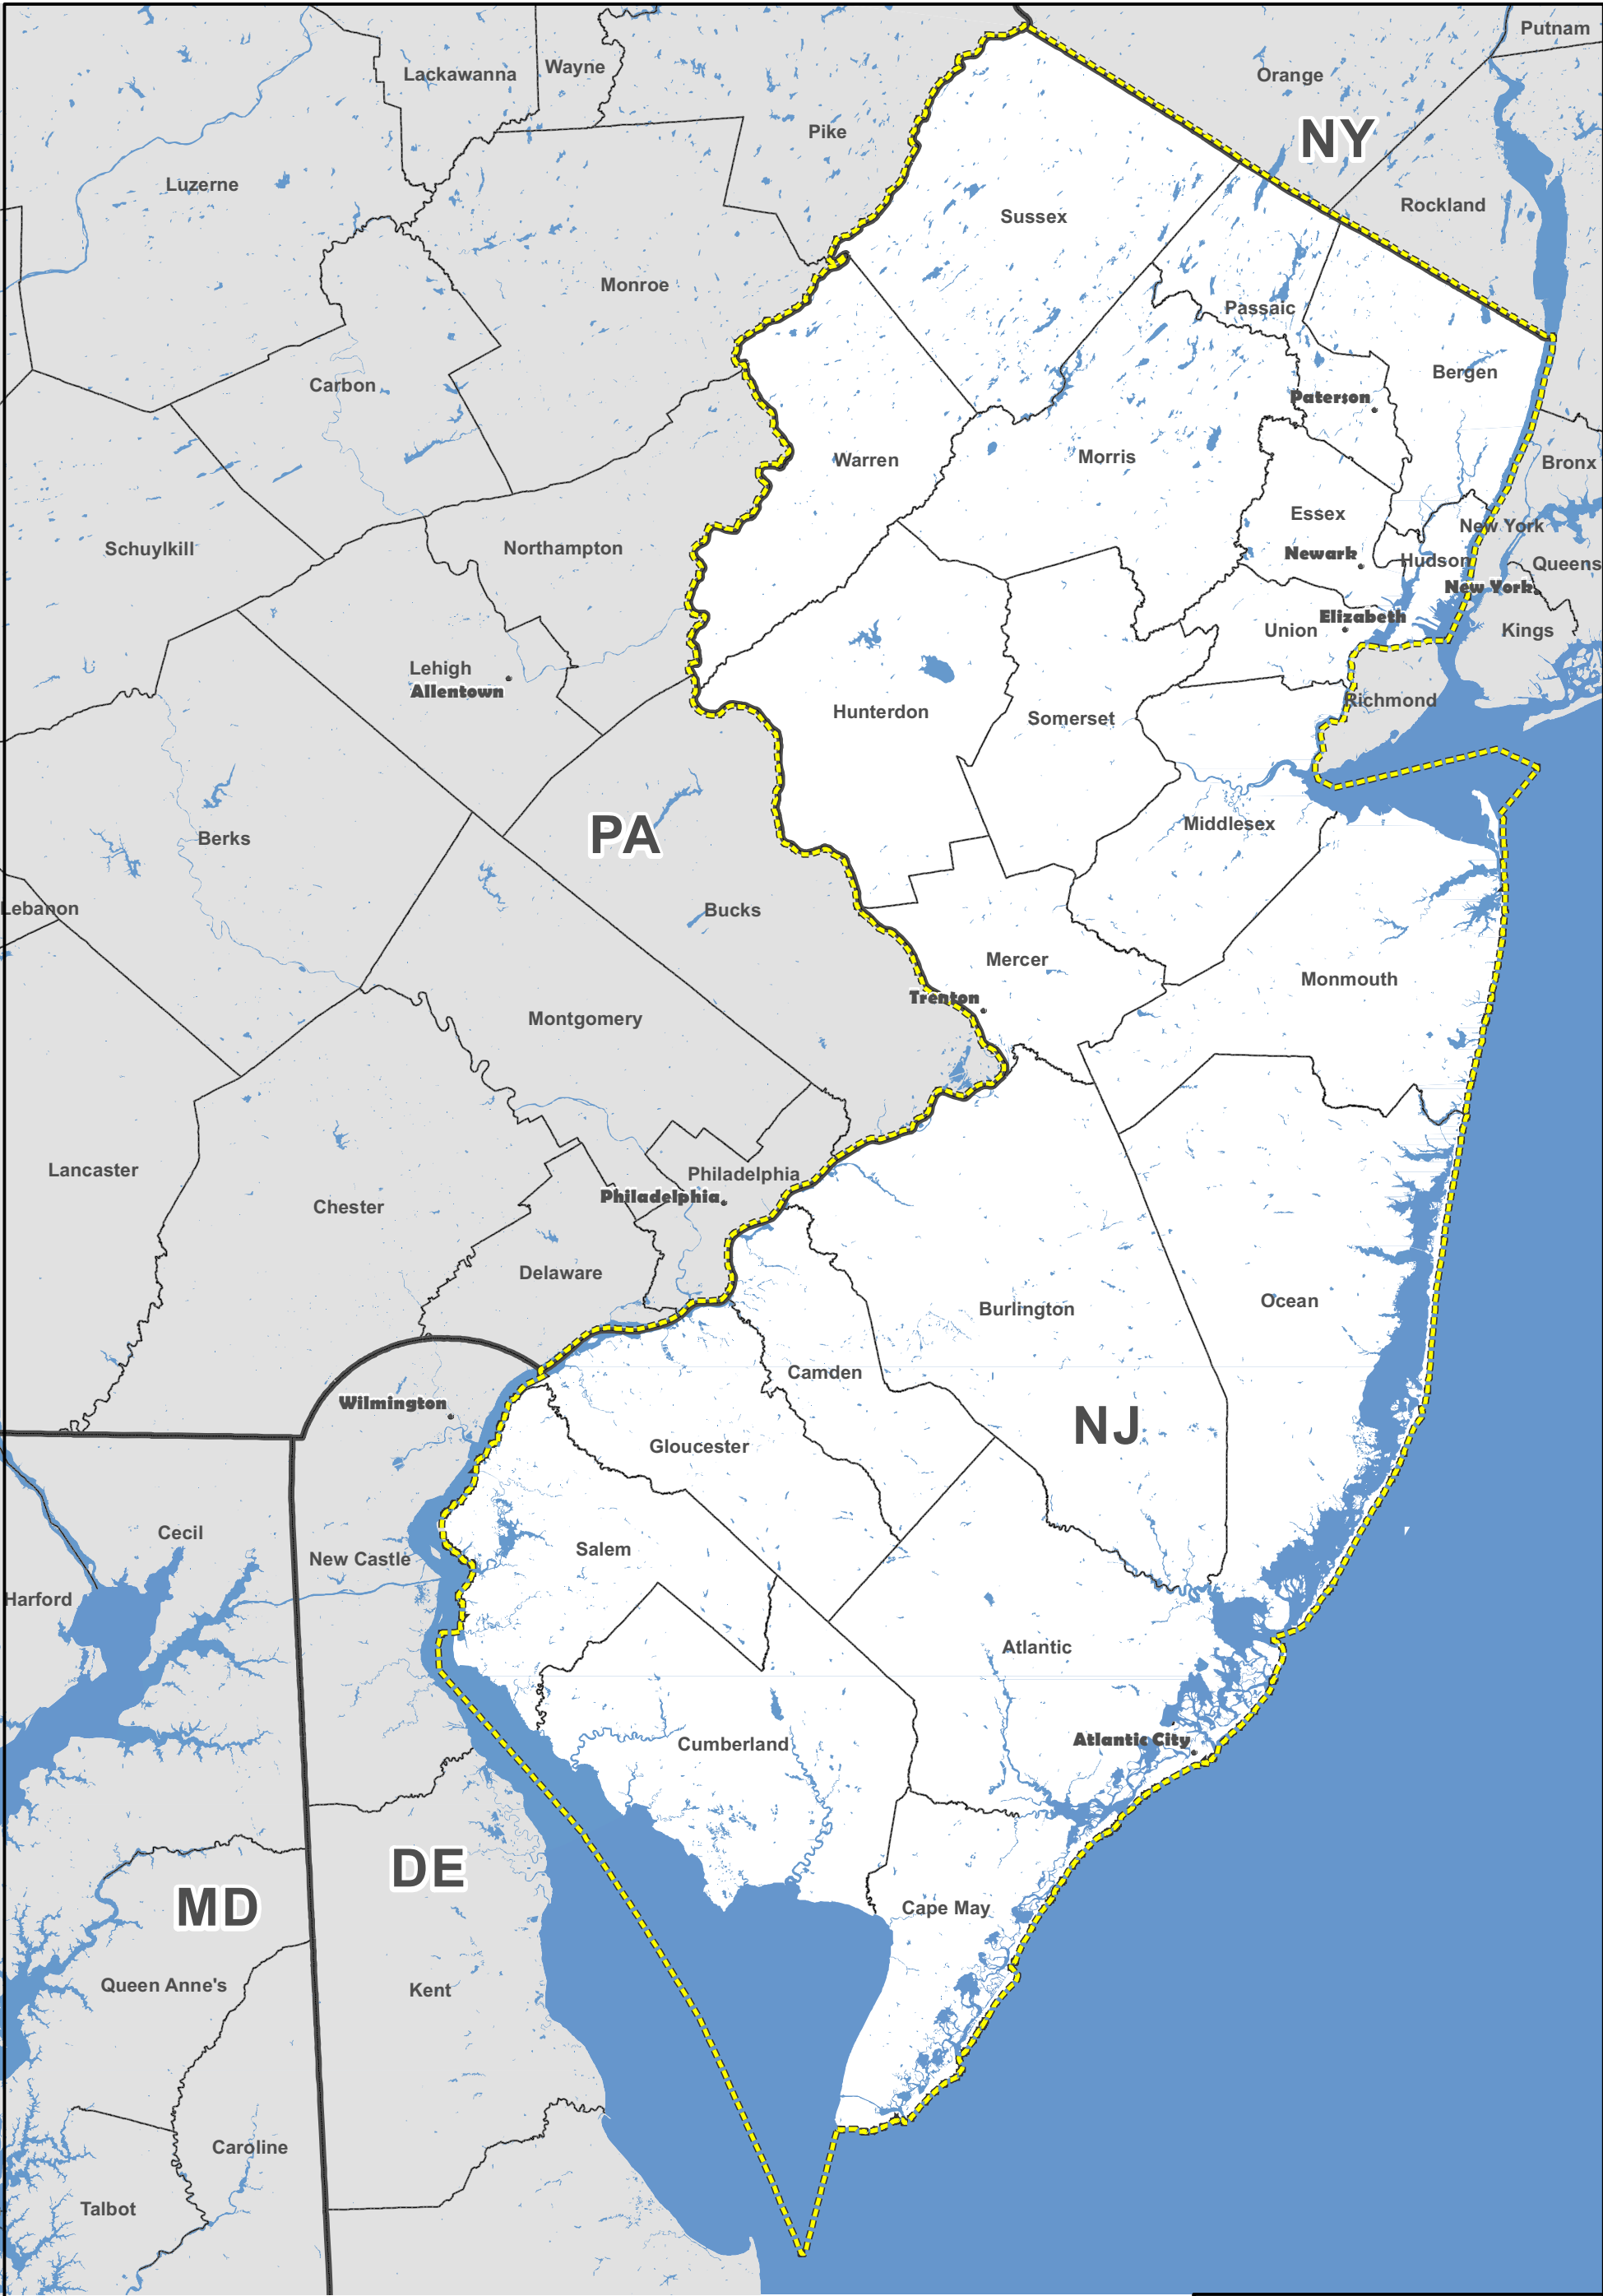 Putnam
Lackawanna
Wayne
Orange
Pike
NY
Luzerne
Rockland
Sussex
Monroe
Passaic
Bergen
Carbon
Paterson
Warren
Morris
Bronx
Essex
New York
Schuylkill
Northampton
Newark
Hudson
Queens
New York
Elizabeth
Union
Kings
Lehigh
Allentown
Richmond
Hunterdon
Somerset
Middlesex
PA
Berks
Lebanon
Bucks
Mercer
Monmouth
Trenton
Montgomery
Lancaster
Philadelphia
Philadelphia
Chester
Delaware
Ocean
Burlington
Camden
Wilmington
NJ
Gloucester
Cecil
Salem
New Castle
Harford
Atlantic
Atlantic City
Cumberland
DE
MD
Cape May
Queen Anne's
Kent
Caroline
Talbot